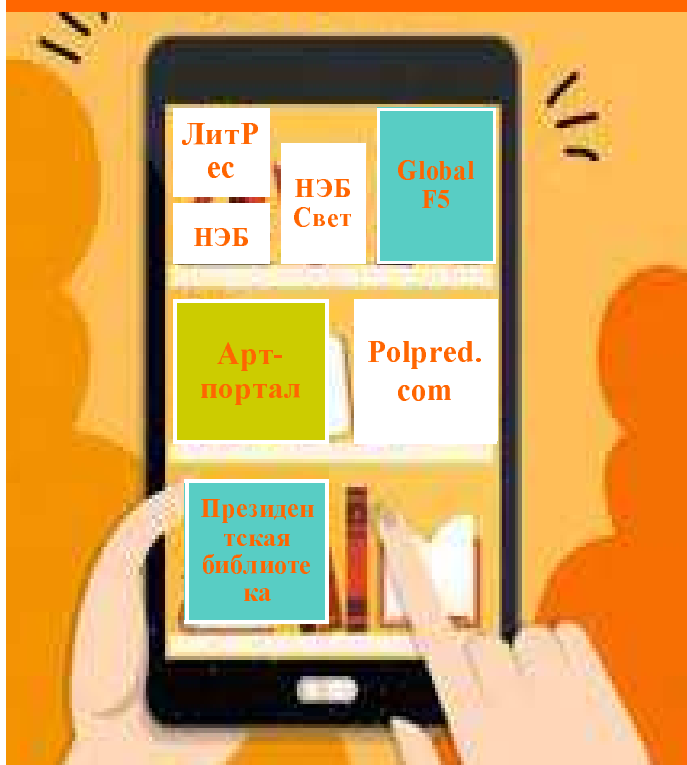 ЛитР
ес
НЭБ
НЭБ
Свет
Global
F5
Арт-
портал
Polpred.
com
Президен
тская
библиоте
ка